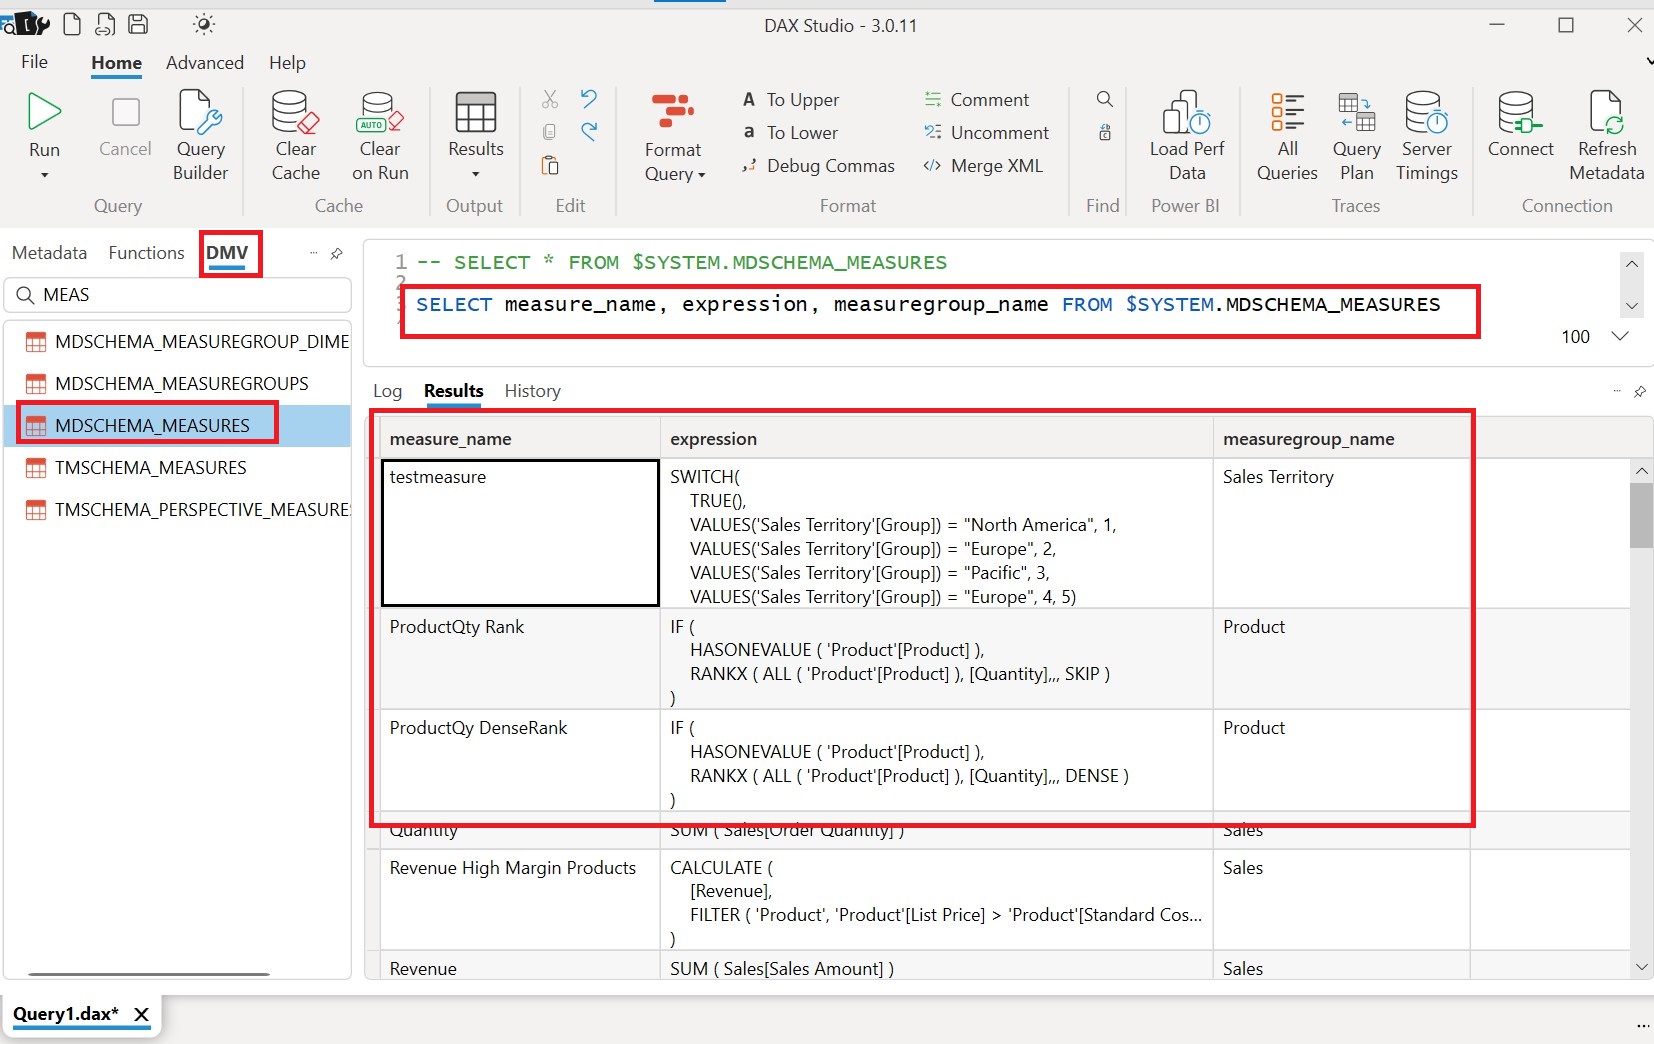 DAX Studio - 3.0.11
File Home Advanced Help
Run
Cancel
Query Builder
Query
Clear Cache
AUTO
Clear on Run
Cache
Results
Output
Edit
Format Query
A To Upper
a To Lower
Debug Commas
Comment
Uncomment
Merge XML
Format
Find
Load Perf Data
Power BI
All Queries
Query Plan
Server Timings
Traces
Connect
Refresh Metadata
Connection
Metadata Functions DMV
MEAS
MDSCHEMA_MEASUREGROUP_DIME
MDSCHEMA_MEASUREGROUPS
MDSCHEMA_MEASURES
TMSCHEMA_MEASURES
TMSCHEMA_PERSPECTIVE_MEASURES
1 -- SELECT * FROM $SYSTEM.MDSCHEMA_MEASURES
2
3 SELECT measure_name, expression, measuregroup_name FROM $SYSTEM.MDSCHEMA_MEASURES
100
Log Results History
measure_name expression measuregroup_name
testmeasure SWITCH( Sales Territory
TRUE(),
VALUES('Sales Territory'[Group]) = "North America", 1,
VALUES('Sales Territory'[Group]) = "Europe", 2,
VALUES('Sales Territory'[Group]) = "Pacific", 3,
VALUES('Sales Territory'[Group]) = "Europe", 4, 5)
ProductQty Rank IF ( Product
HASONEVALUE ( 'Product'[Product] ),
RANKX ( ALL ( 'Product'[Product] ), [Quantity],,, SKIP )
)
ProductQy DenseRank IF ( Product
HASONEVALUE ( 'Product'[Product] ),
RANKX ( ALL ( 'Product'[Product] ), [Quantity],,, DENSE )
)
Quantity SUM ( Sales[Order Quantity] ) Sales
Revenue High Margin Products CALCULATE ( Sales
[Revenue],
FILTER ( 'Product', 'Product'[List Price] > 'Product'[Standard Cos...
)
Revenue SUM ( Sales[Sales Amount] ) Sales
Query1.dax*